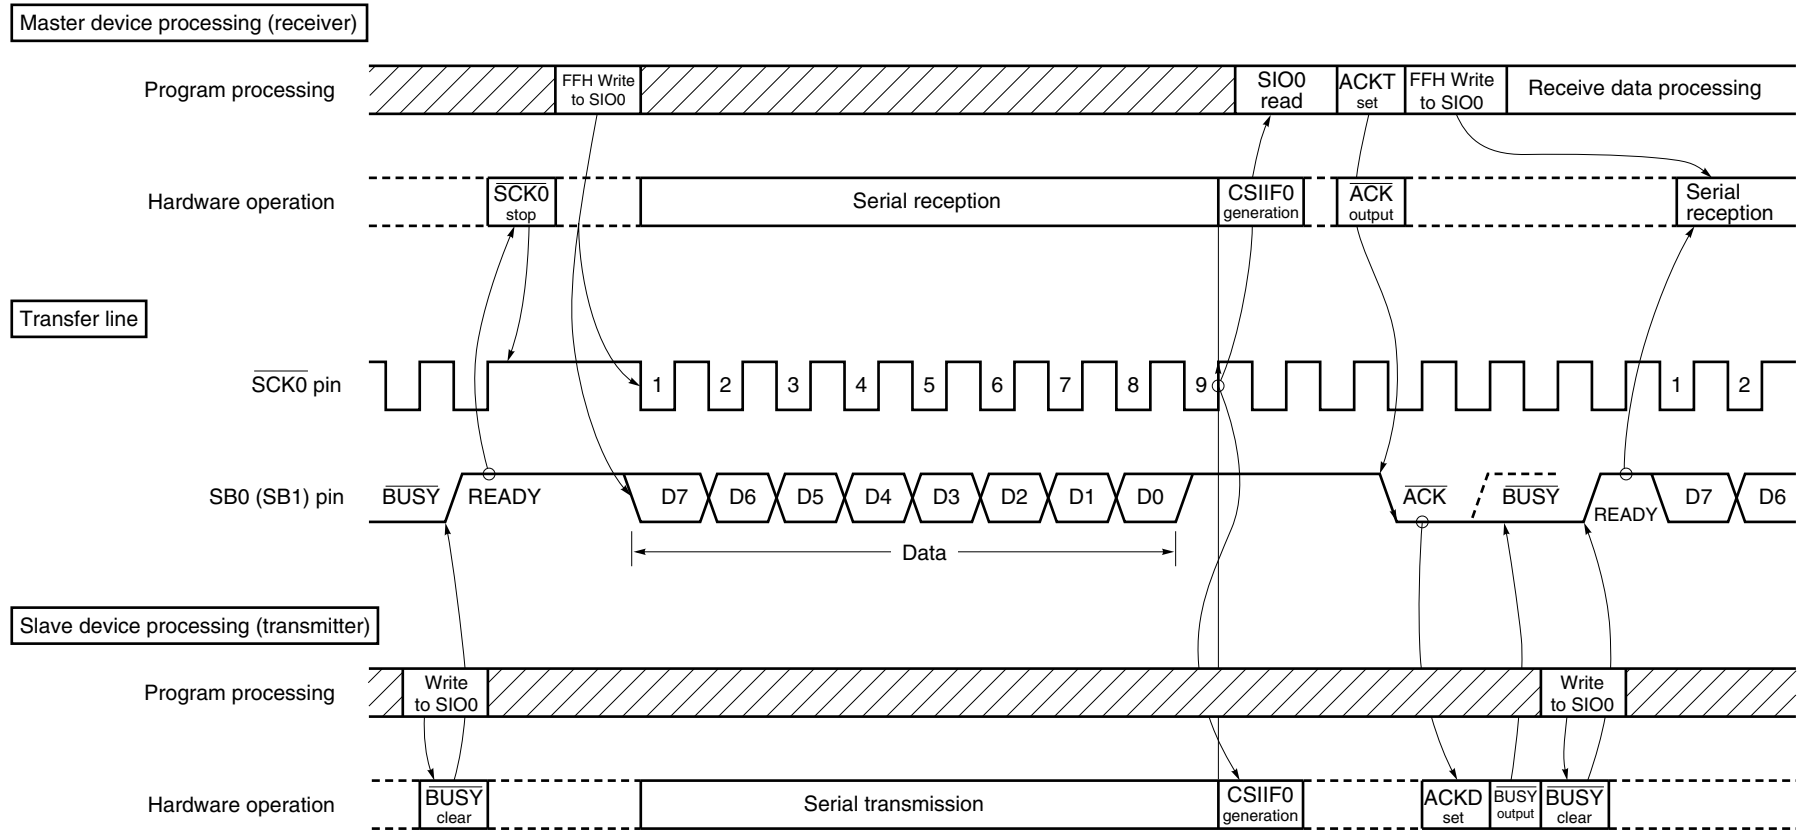 Master device processing (receiver)
Program processing
FFH Write
to SIO0
SIO0
read
ACKT
set
FFH Write
to SIO0
Receive data processing
Hardware operation
SCK0
stop
Serial reception
CSIIF0
generation
ACK
output
Serial
reception
Transfer line
SCK0 pin
1 2 3 4 5 6 7 8 9 1 2
SB0 (SB1) pin
BUSY READY D7 D6 D5 D4 D3 D2 D1 D0 ACK BUSY READY D7 D6
Data
Slave device processing (transmitter)
Program processing
Write
to SIO0
Write
to SIO0
Hardware operation
BUSY
clear
Serial transmission
CSIIF0
generation
ACKD
set
BUSY
output
BUSY
clear